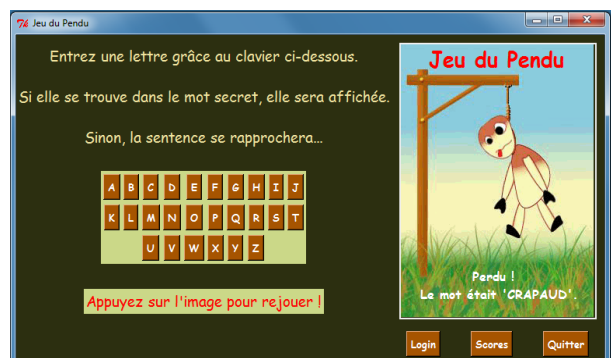 Jeu du Pendu
Entrez une lettre grâce au clavier ci-dessous.
Si elle se trouve dans le mot secret, elle sera affichée.
Sinon, la sentence se rapprochera...
A B C D E F G H I J
K L M N O P Q R S T
U V W X Y Z
Appuyez sur l'image pour rejouer !
Jeu du Pendu
Perdu !
Le mot était 'CRAPAUD'.
Login Scores Quitter